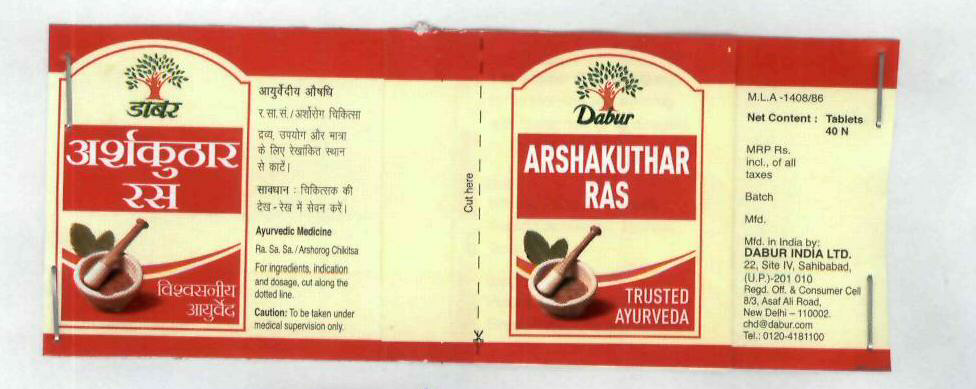 डाबर
अर्शकुठार
रस
विश्वसनीय
आयुर्वेद
आयुर्वेदीय औषधि
र. सा. सं. / अर्शोरोग चिकित्सा
द्रव्य, उपयोग और मात्रा
के लिए रेखांकित स्थान
से काटें।
सावधान : चिकित्सक की
देख - रेख में सेवन करें।
Ayurvedic Medicine
Ra. Sa. Sa. / Arshorog Chikitsa
For ingredients, indication
and dosage, cut along the
dotted line.
Caution: To be taken under
medical supervision only.
Cut here
Dabur
ARSHAKUTHAR
RAS
TRUSTED
AYURVEDA
M.L.A -1408/86
Net Content : Tablets
40 N
MRP Rs.
incl., of all
taxes
Batch
Mfd.
Mfd. in India by:
DABUR INDIA LTD.
22, Site IV, Sahibabad,
(U.P.)-201 010
Regd. Off. & Consumer Cell
8/3, Asaf Ali Road,
New Delhi – 110002.
chd@dabur.com
Tel.: 0120-4181100